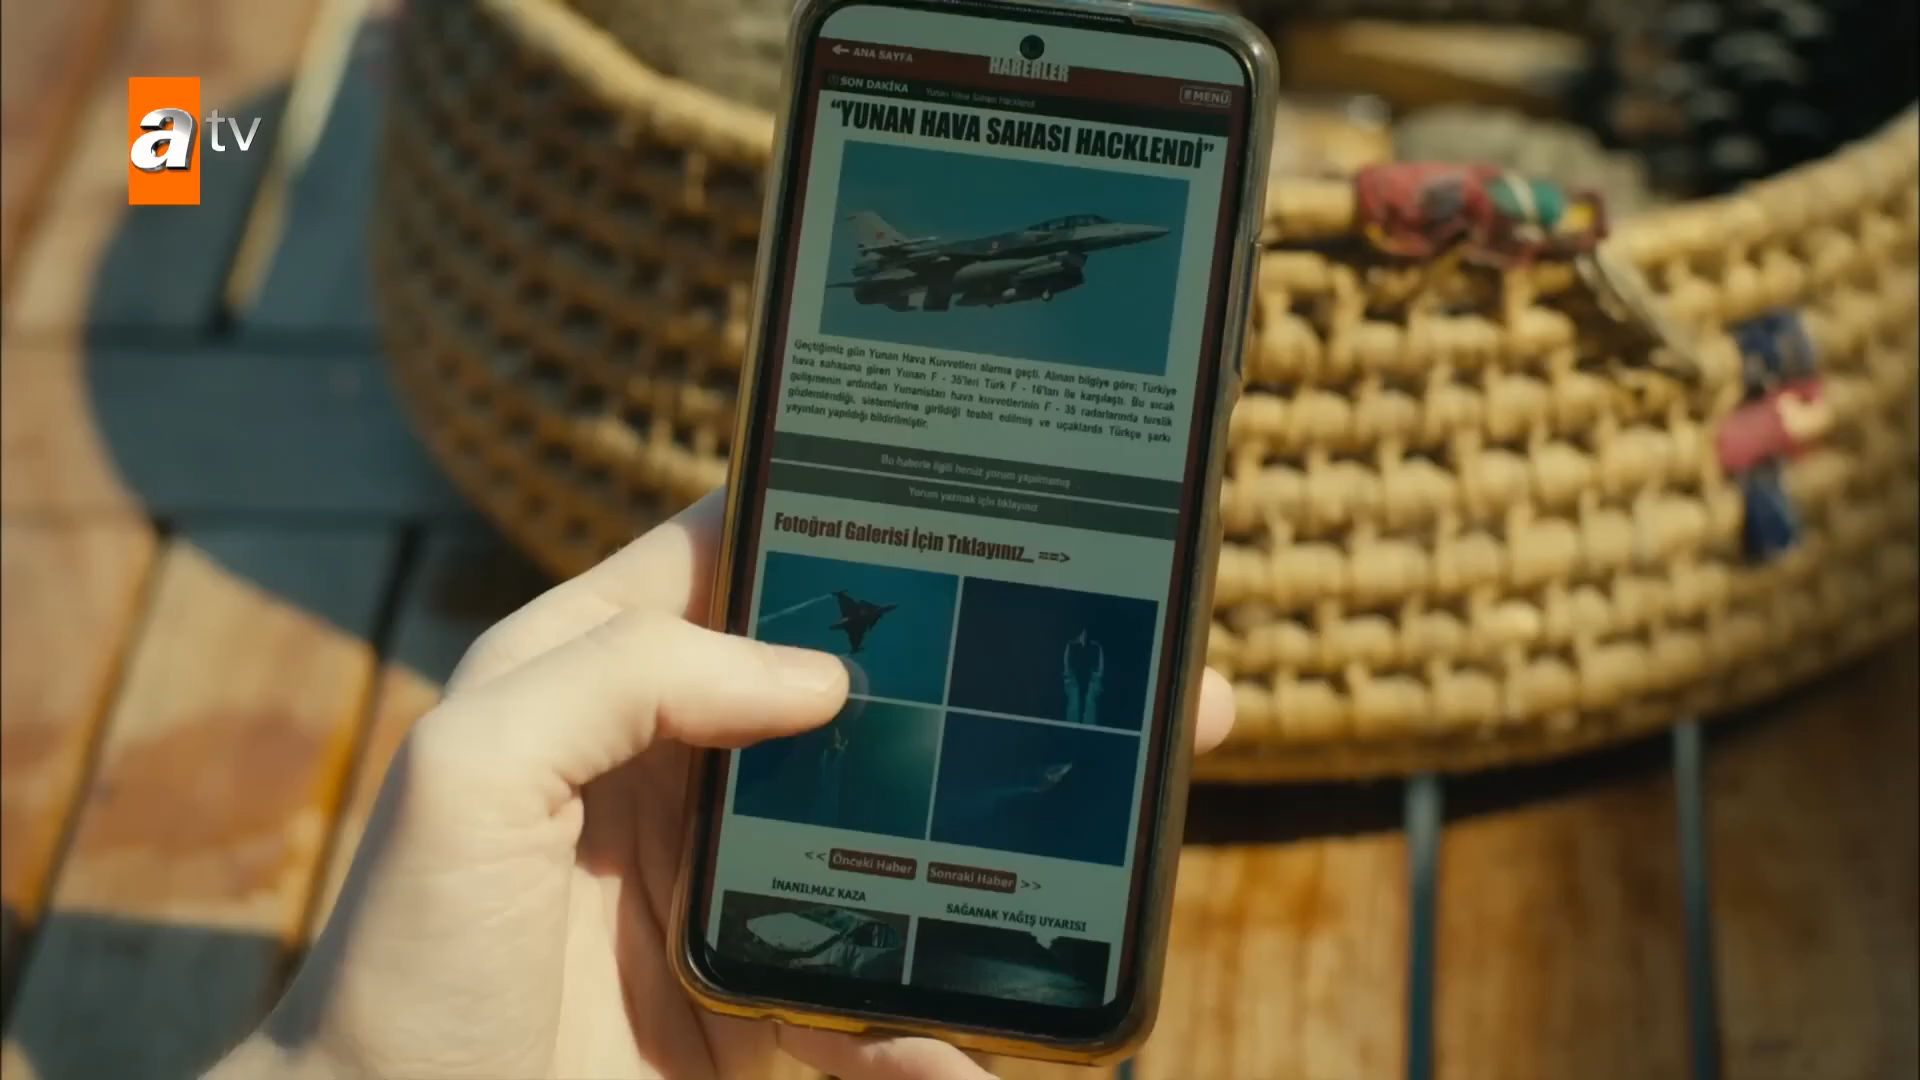 atv
← ANA SAYFA
HABERLER
SON DAKİKA
Yunan Hava Sahası Hacklendi
≡ MENÜ
“YUNAN HAVA SAHASI HACKLENDİ”
Geçtiğimiz gün Yunan Hava Kuvvetleri alarma geçti. Alınan bilgiye göre; Türkiye
hava sahasına giren Yunan F - 35'leri Türk F - 16'ları ile karşılaştı. Bu sıcak
gelişmenin ardından Yunanistan hava kuvvetlerinin F - 35 radarlarında
gözlemlendiği, sistemlerine girildiği tesbit edilmiş ve uçaklarda Türkçe şarkı
yayınları yapıldığı bildirilmiştir.
Bu haberle ilgili henüz yorum yapılmamış
Yorum yazmak için tıklayınız
Fotoğraf Galerisi İçin Tıklayınız... ==>
<< Önceki Haber
Sonraki Haber >>
İNANILMAZ KAZA
SAĞANAK YAĞIŞ UYARISI